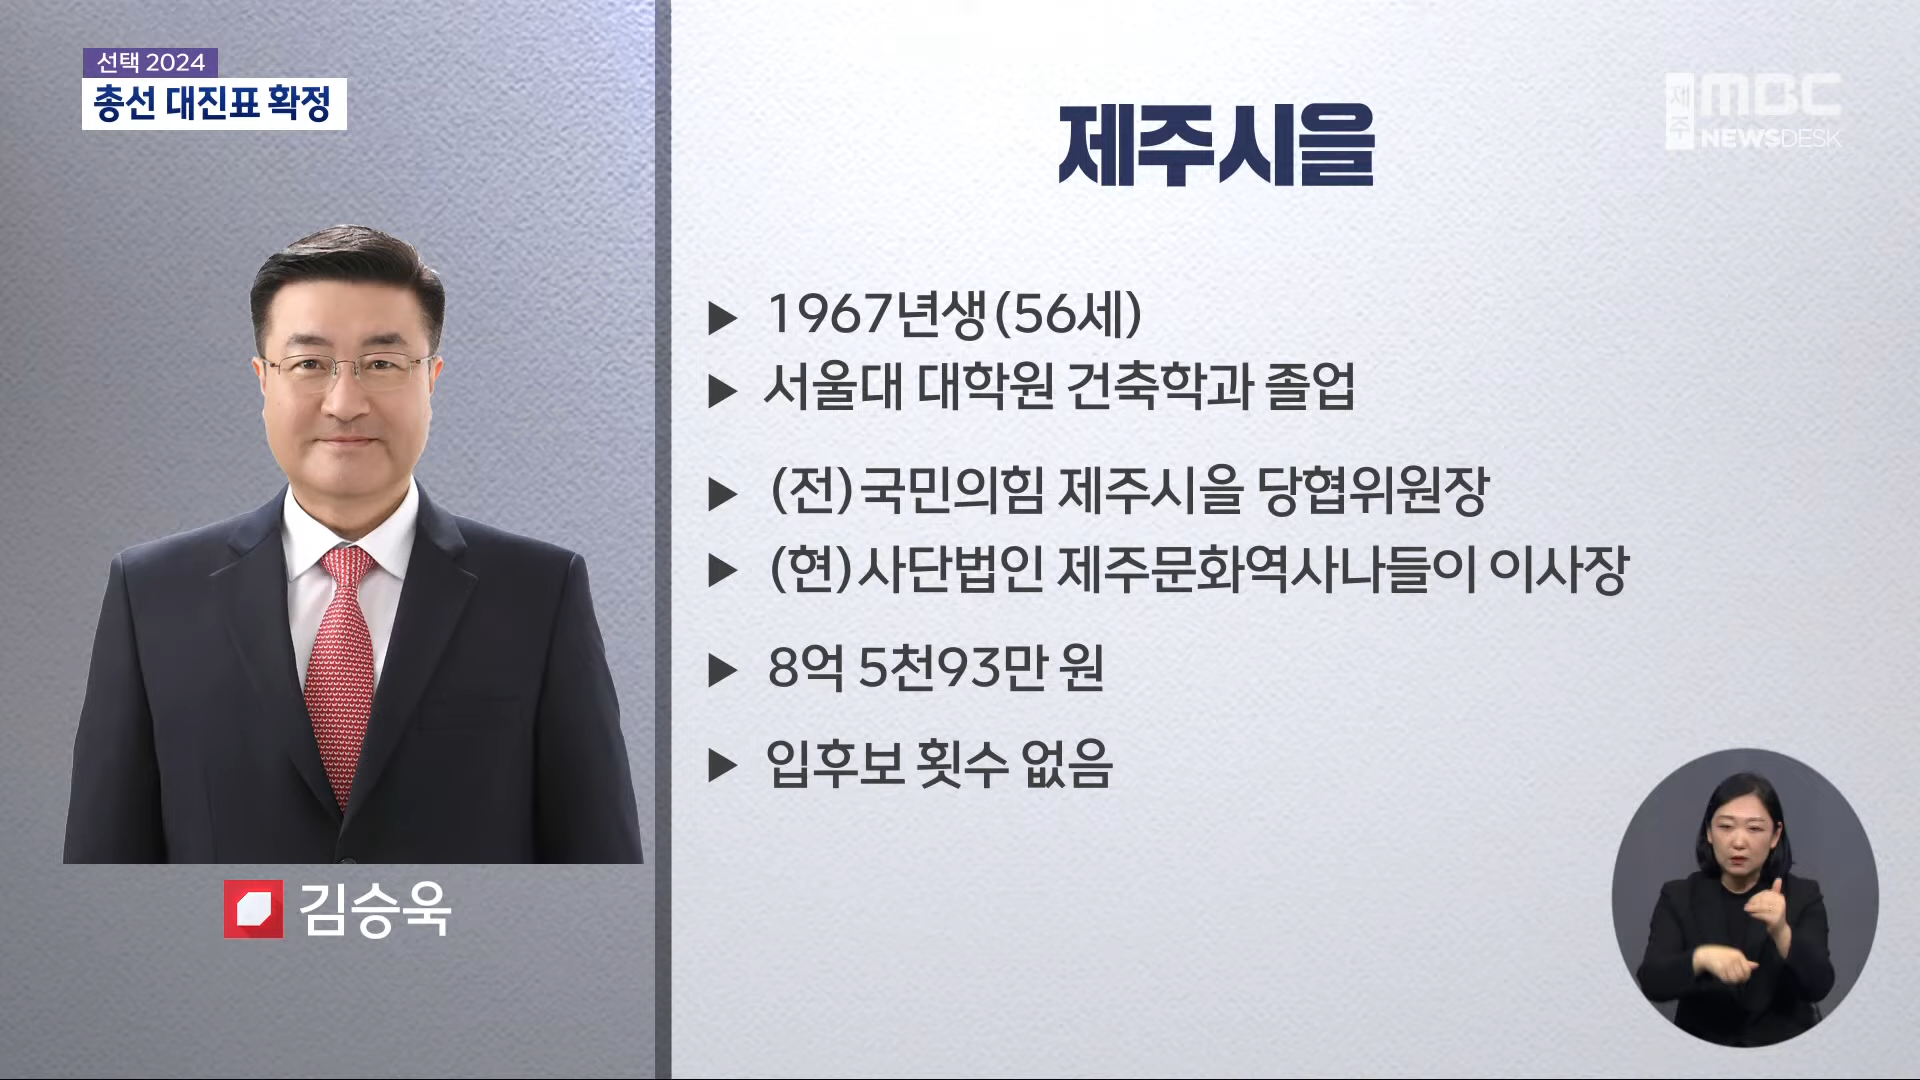 선택 2024
총선 대진표 확정
제주 MBC
NEWSDESK
제주시을
▶ 1967년생(56세)
▶ 서울대 대학원 건축학과 졸업
▶ (전)국민의힘 제주시을 당협위원장
▶ (현)사단법인 제주문화역사나들이 이사장
▶ 8억 5천93만 원
▶ 입후보 횟수 없음
김승욱